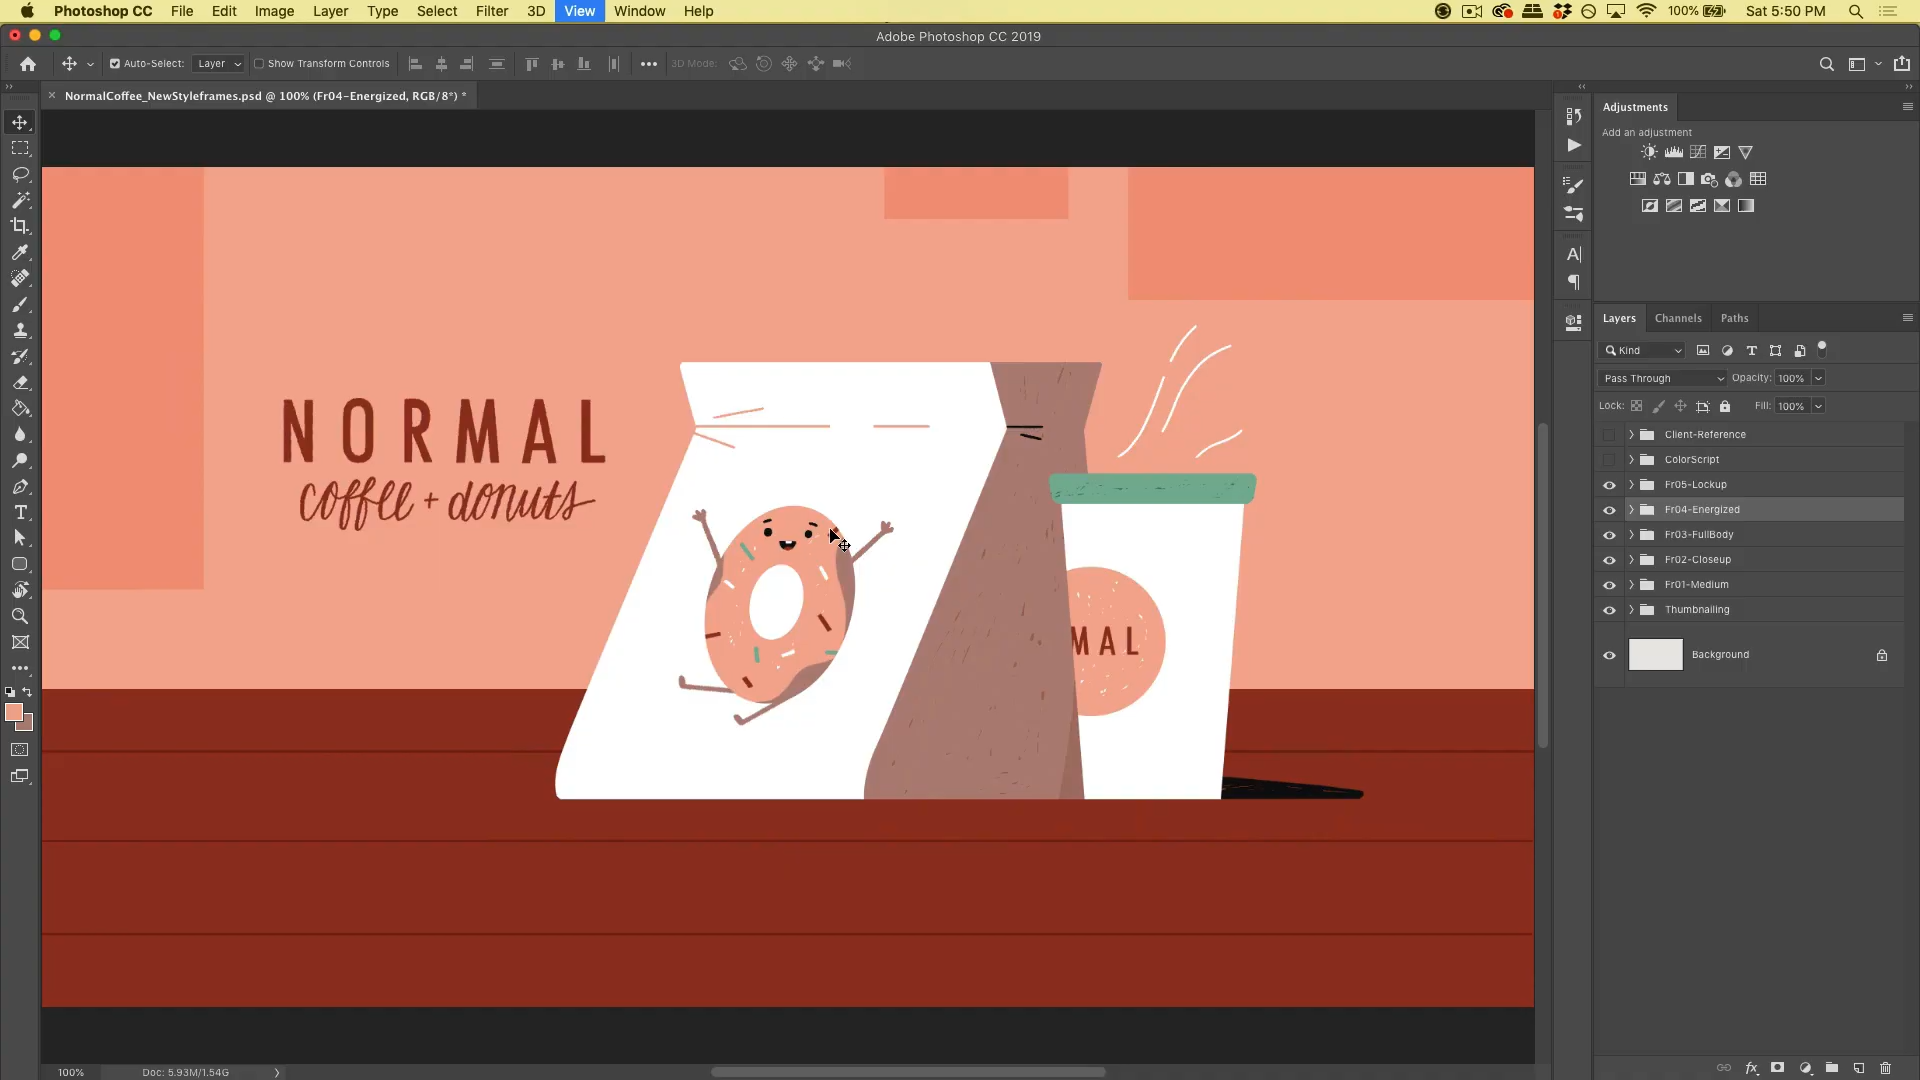 Photoshop CC File Edit Image Layer Type Select Filter 3D View Window Help 100% Sat 5:50 PM
Adobe Photoshop CC 2019
Auto-Select: Layer Show Transform Controls 3D Mode:
NormalCoffee_NewStyleframes.psd @ 100% (Fr04-Energized, RGB/8*) *
Adjustments
Add an adjustment
NORMAL
coffee + donuts
MAL
Layers Channels Paths
Kind
Pass Through Opacity: 100%
Lock: Fill: 100%
Client-Reference
ColorScript
Fr05-Lockup
Fr04-Energized
Fr03-FullBody
Fr02-Closeup
Fr01-Medium
Thumbnailing
Background
100% Doc: 5.93M/1.54G